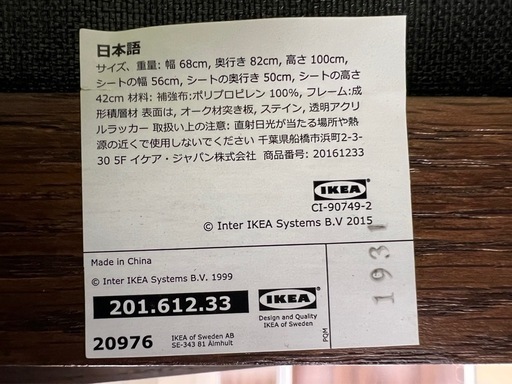 日本語
サイズ、重量: 幅 68cm, 奥行き 82cm, 高さ 100cm,
シートの幅 56cm, シートの奥行き 50cm, シートの高さ
42cm 材料: 補強布:ポリプロピレン 100%, フレーム:成
形積層材 表面は, オーク材突き板, ステイン, 透明アクリ
ルラッカー 取扱い上の注意: 直射日光が当たる場所や熱
源の近くで使用しないでください 千葉県船橋市浜町2-3-
30 5F イケア・ジャパン株式会社 商品番号: 20161233
IKEA
CI-90749-2
© Inter IKEA Systems B.V 2015
Made in China
© Inter IKEA Systems B.V. 1999
201.612.33
IKEA
Design and Quality
IKEA of Sweden
20976
IKEA of Sweden AB
SE-343 81 Älmhult
PQM
1931